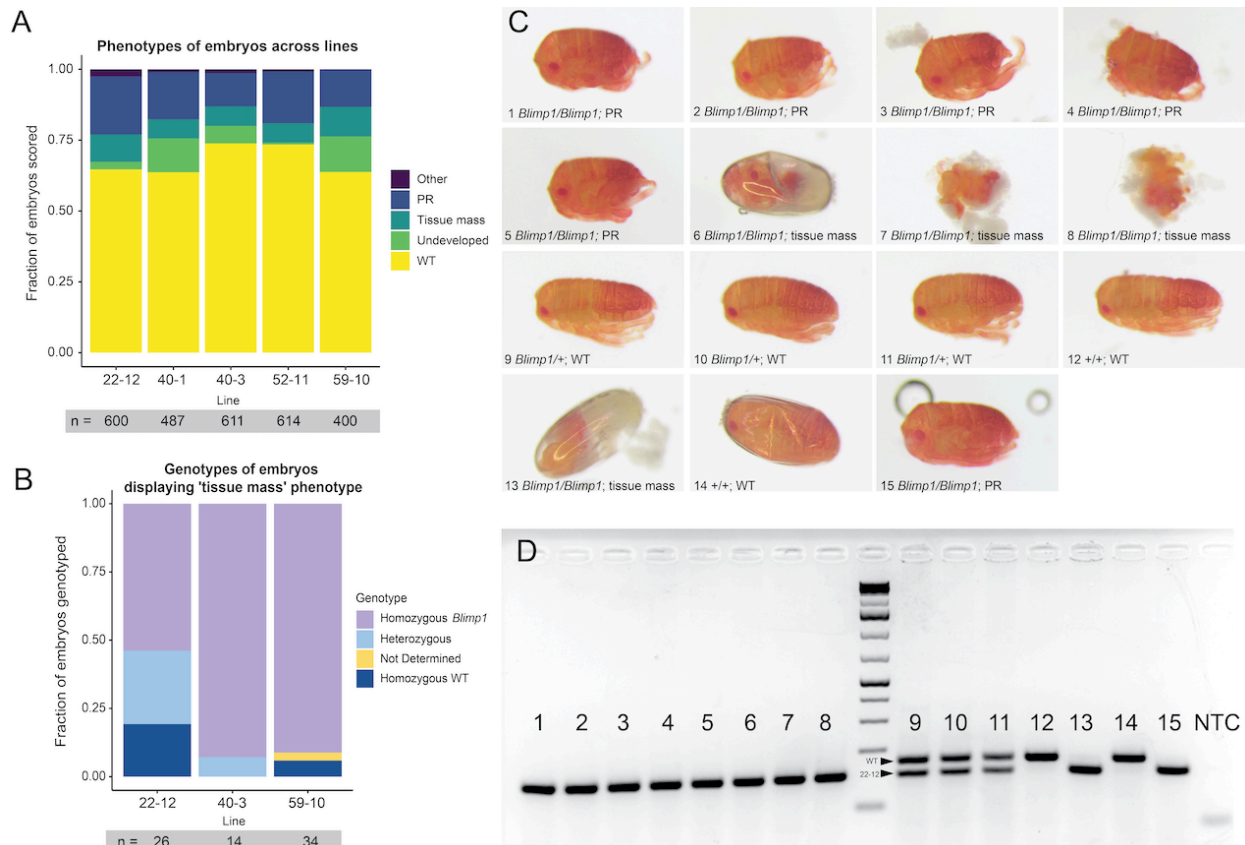 A
Phenotypes of embryos across lines
Fraction of embryos scored
1.00
0.75
0.50
0.25
0.00
22-12 40-1 40-3 52-11 59-10
Line
n = 600 487 611 614 400
Other
PR
Tissue mass
Undeveloped
WT
B
Genotypes of embryos
displaying 'tissue mass' phenotype
Fraction of embryos genotyped
1.00
0.75
0.50
0.25
0.00
22-12 40-3 59-10
Line
n = 26 14 34
Genotype
Homozygous Blimp1
Heterozygous
Not Determined
Homozygous WT
C
1 Blimp1/Blimp1; PR
2 Blimp1/Blimp1; PR
3 Blimp1/Blimp1; PR
4 Blimp1/Blimp1; PR
5 Blimp1/Blimp1; PR
6 Blimp1/Blimp1; tissue mass
7 Blimp1/Blimp1; tissue mass
8 Blimp1/Blimp1; tissue mass
9 Blimp1/+; WT
10 Blimp1/+; WT
11 Blimp1/+; WT
12 +/+; WT
13 Blimp1/Blimp1; tissue mass
14 +/+; WT
15 Blimp1/Blimp1; PR
D
1 2 3 4 5 6 7 8 9 10 11 12 13 14 15 NTC
WT
22-12